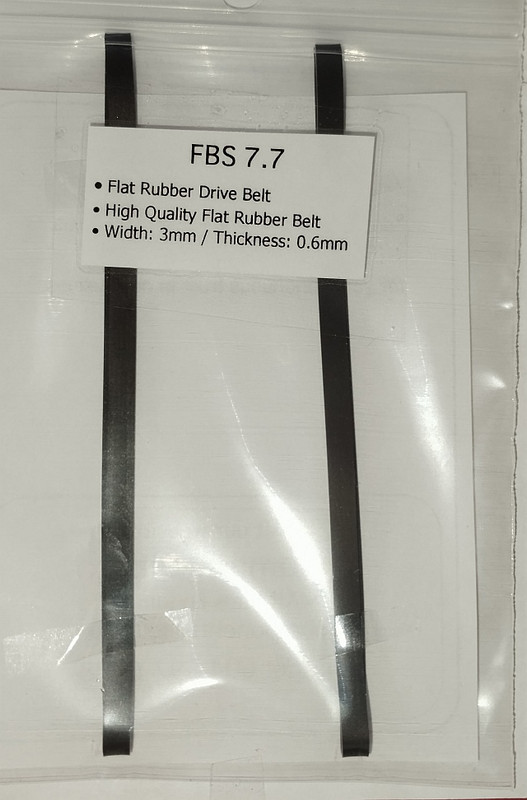 FBS 7.7
• Flat Rubber Drive Belt
• High Quality Flat Rubber Belt
• Width: 3mm / Thickness: 0.6mm